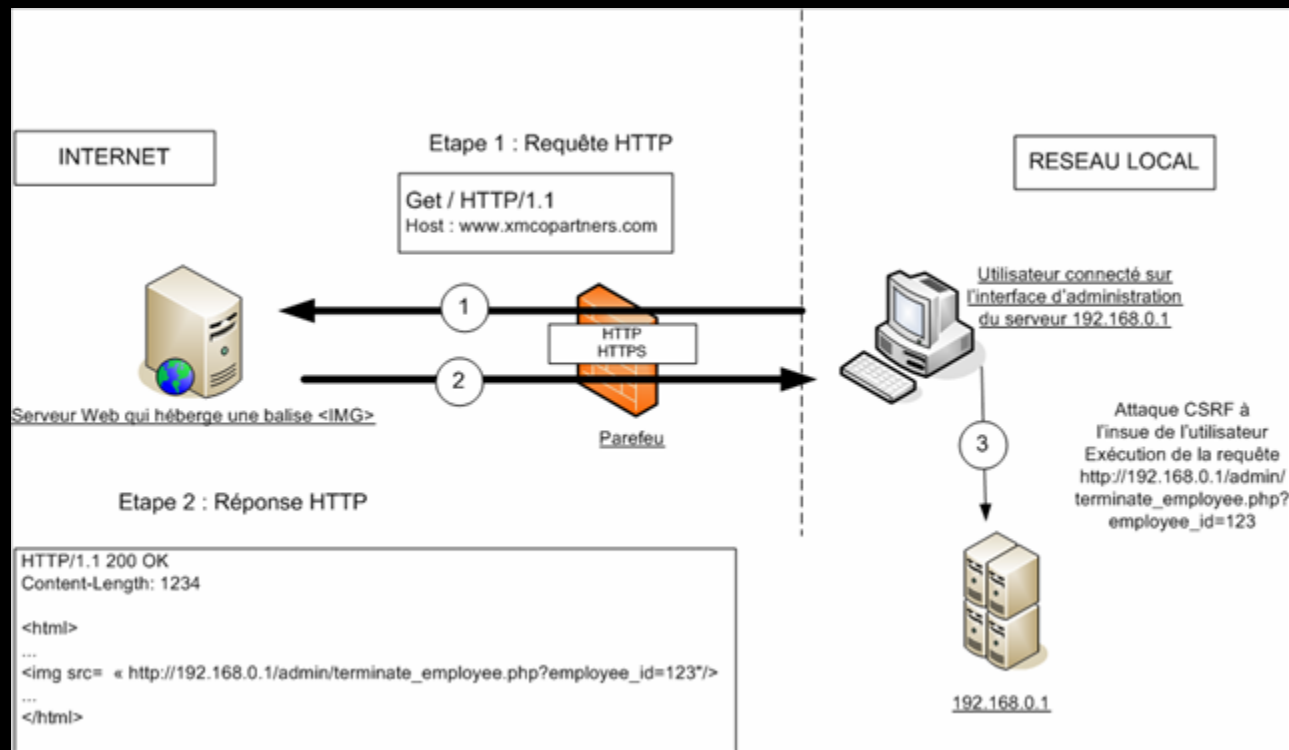 INTERNET
Etape 1 : Requête HTTP
Get / HTTP/1.1
Host : www.xmcopartners.com
RESEAU LOCAL
1
HTTP
HTTPS
2
Serveur Web qui héberge une balise <IMG>
Parefeu
Utilisateur connecté sur
l'interface d'administration
du serveur 192.168.0.1
3
Attaque CSRF à
l'insue de l'utilisateur
Exécution de la requête
http://192.168.0.1/admin/
terminate_employee.php?
employee_id=123
192.168.0.1
Etape 2 : Réponse HTTP
HTTP/1.1 200 OK
Content-Length: 1234
<html>
...
<img src=  « http://192.168.0.1/admin/terminate_employee.php?employee_id=123"/>
...
</html>